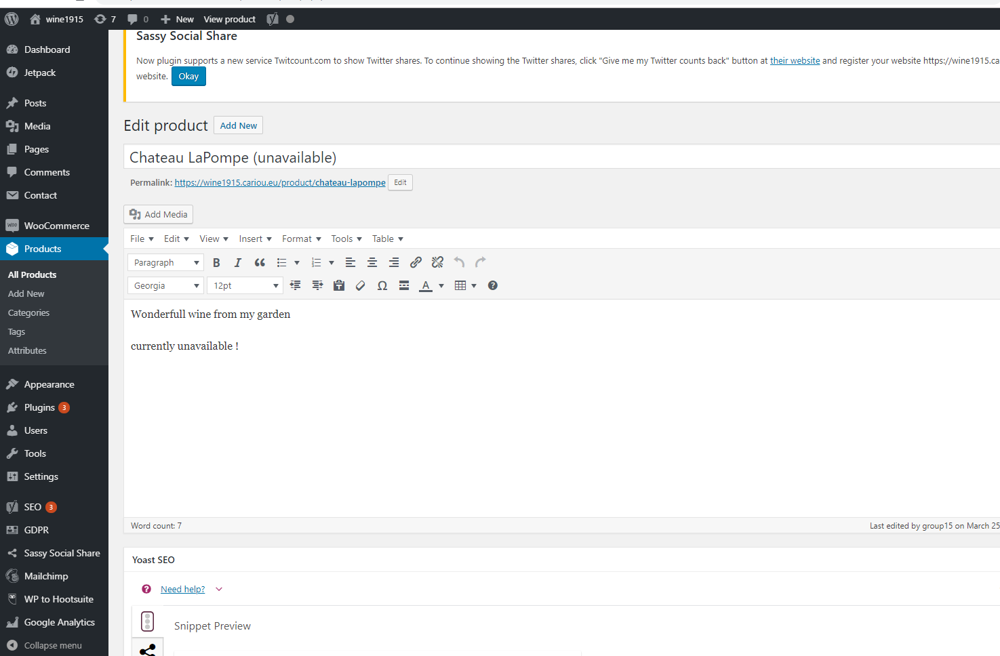 wine1915 7 0 New View product
Dashboard
Jetpack
Posts
Media
Pages
Comments
Contact
WooCommerce
Products
All Products
Add New
Categories
Tags
Attributes
Appearance
Plugins 3
Users
Tools
Settings
SEO 3
GDPR
Sassy Social Share
Mailchimp
WP to Hootsuite
Google Analytics
Collapse menu
Sassy Social Share
Now plugin supports a new service Twitcount.com to show Twitter shares. To continue showing the Twitter shares, click "Give me my Twitter counts back" button at their website and register your website https://wine1915.ca
website. Okay
Edit product Add New
Chateau LaPompe (unavailable)
Permalink: https://wine1915.cariou.eu/product/chateau-lapompe Edit
Add Media
File Edit View Insert Format Tools Table
Paragraph
Georgia 12pt
Wonderfull wine from my garden
currently unavailable !
Word count: 7 Last edited by group15 on March 25
Yoast SEO
Need help?
Snippet Preview